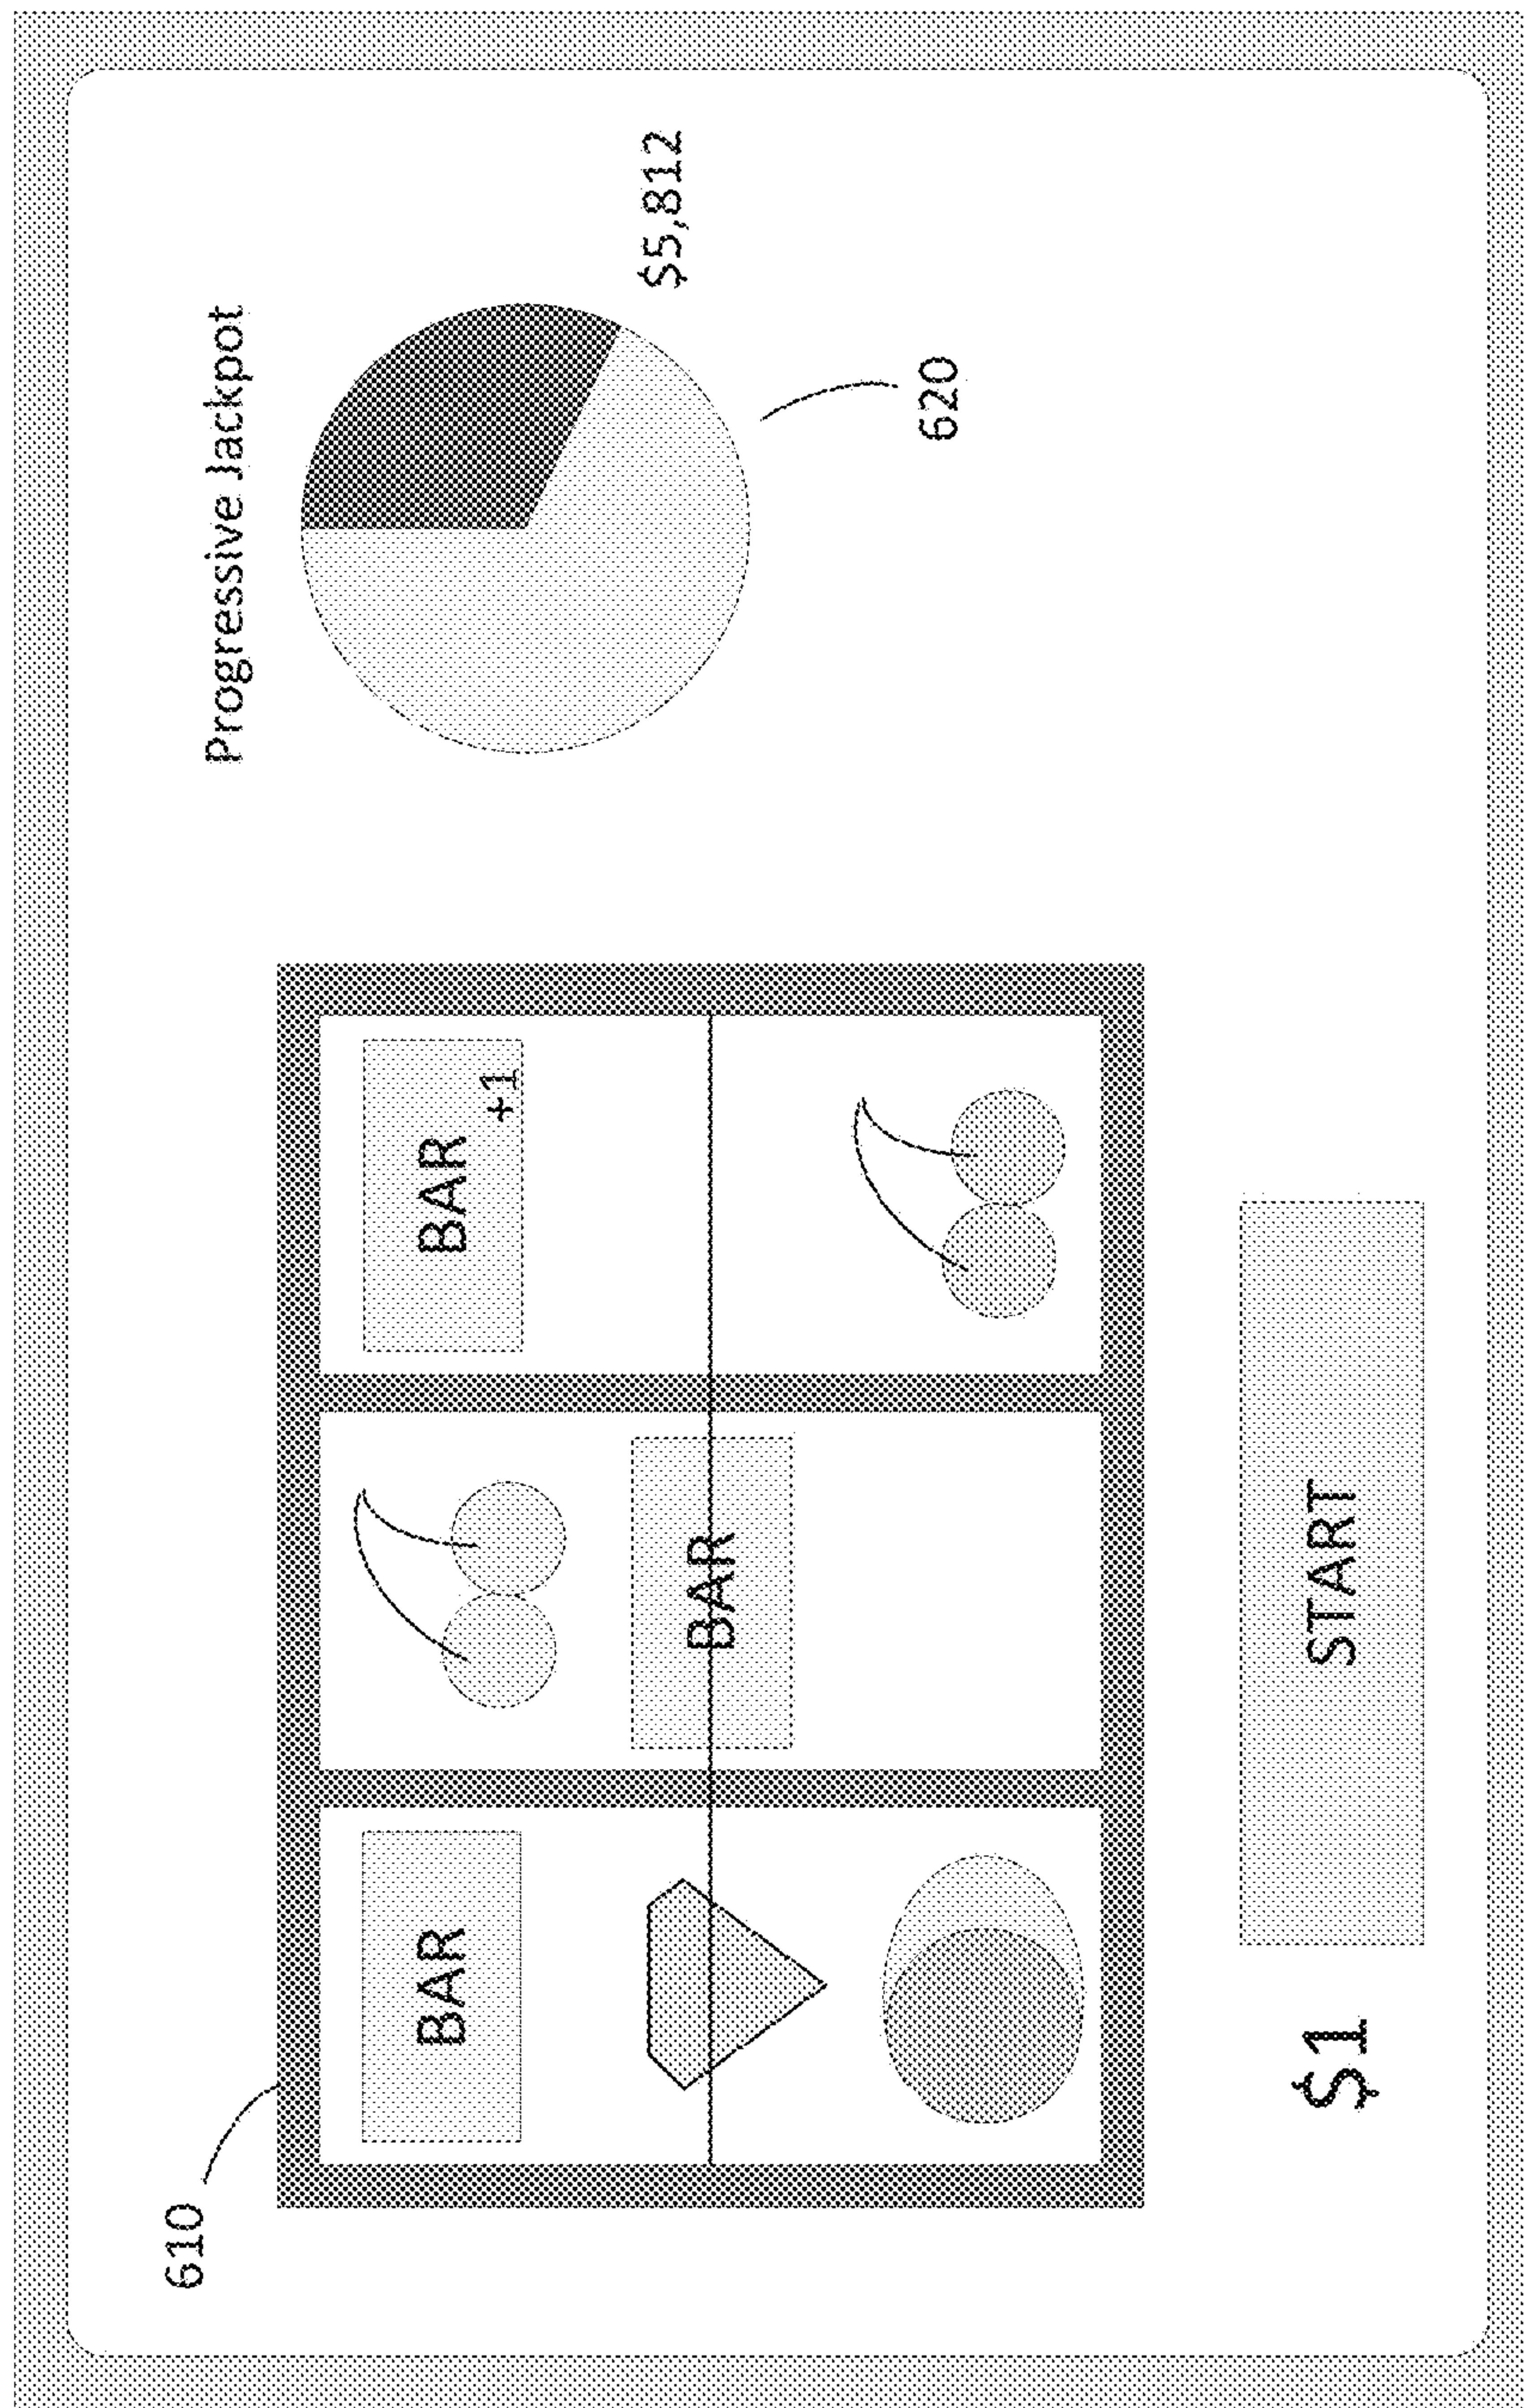 610
Progressive Jackpot
$5,812
620
BAR
BAR
+1
BAR
$1
START